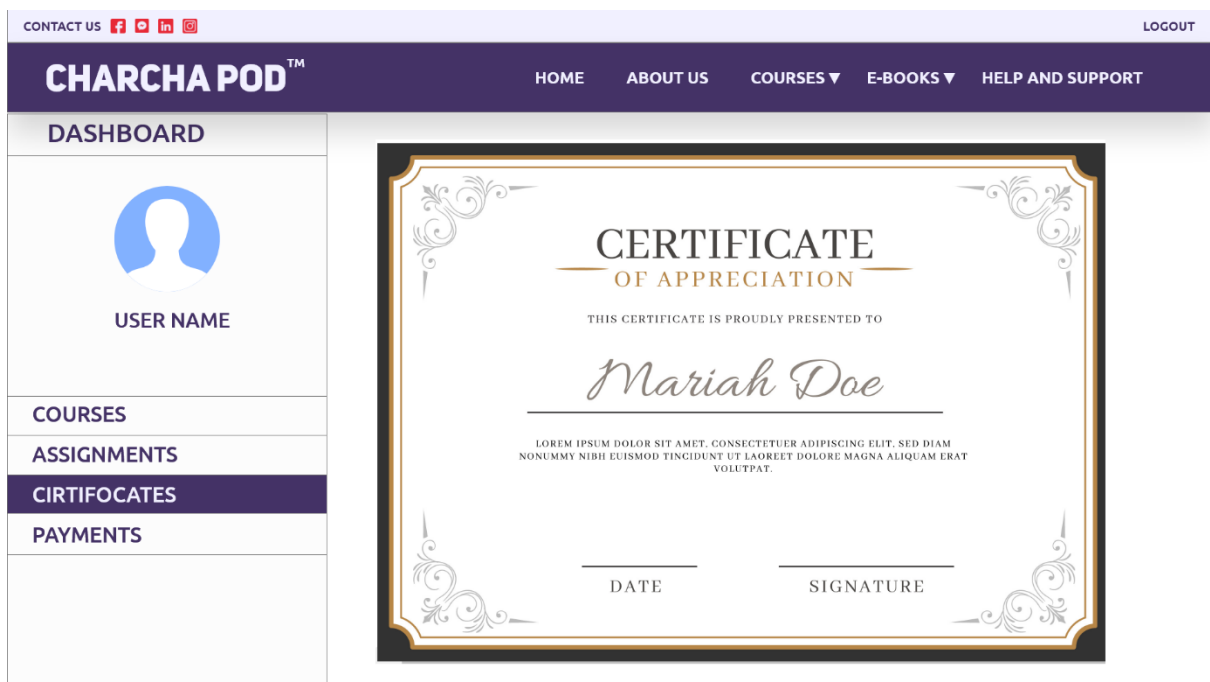 CONTACT US
LOGOUT
CHARCHA POD™
HOME ABOUT US COURSES▼ E-BOOKS▼ HELP AND SUPPORT
DASHBOARD
USER NAME
COURSES
ASSIGNMENTS
CIRTIFOCATES
PAYMENTS
CERTIFICATE
OF APPRECIATION
THIS CERTIFICATE IS PROUDLY PRESENTED TO
Mariah Doe
LOREM IPSUM DOLOR SIT AMET, CONSECTETUER ADIPISCING ELIT, SED DIAM
NONUMMY NIBH EUISMOD TINCIDUNT UT LAOREET DOLORE MAGNA ALIQUAM ERAT
VOLUTPAT.
DATE SIGNATURE